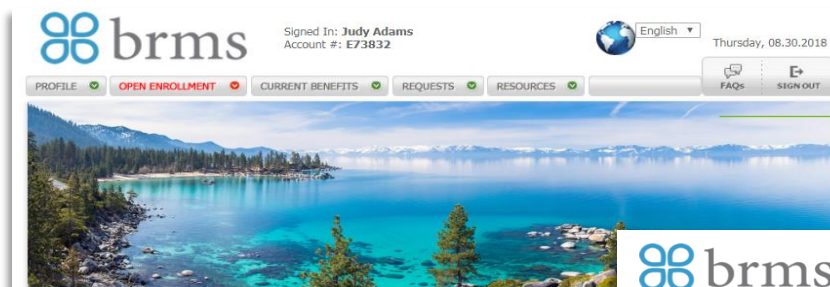 brms
Signed In: Judy Adams
Account #: E73832
English
Thursday, 08.30.2018
PROFILE
OPEN ENROLLMENT
CURRENT BENEFITS
REQUESTS
RESOURCES
FAQs
SIGN OUT
brms